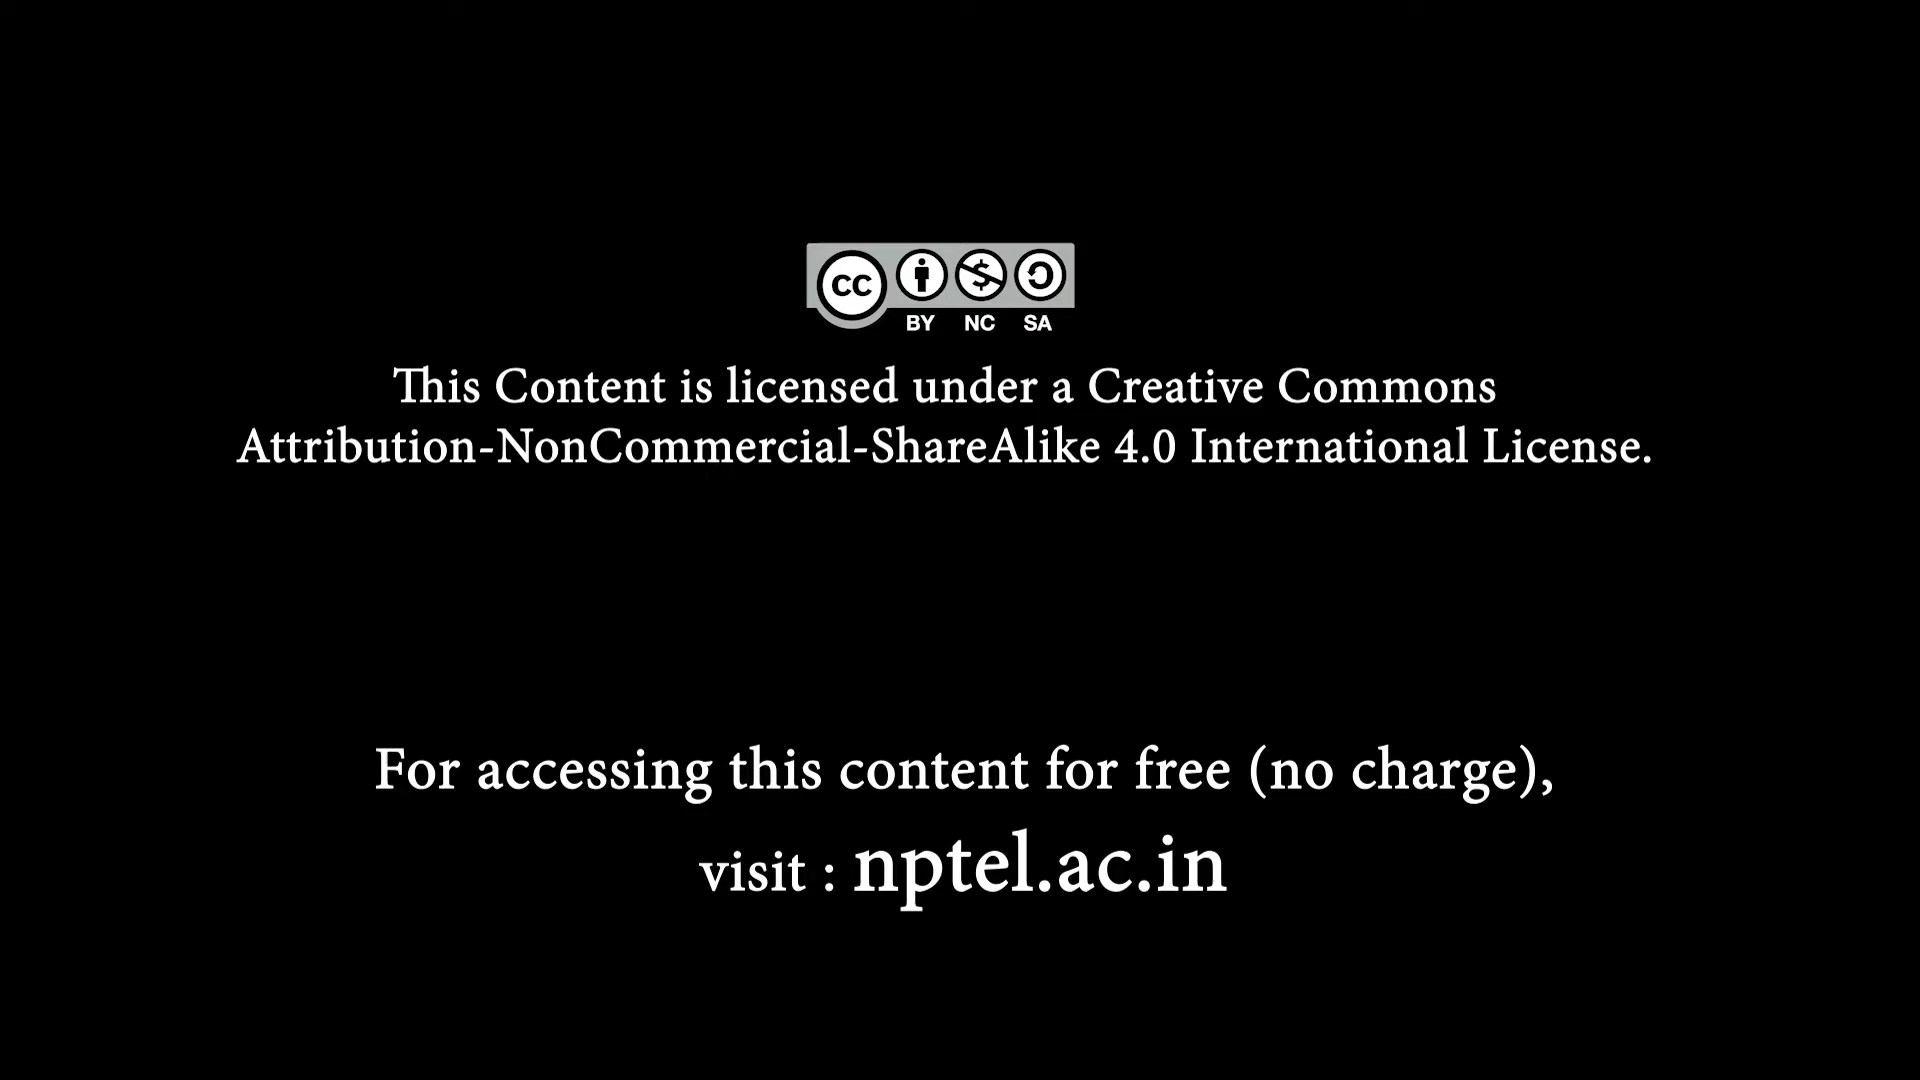 cc
BY NC SA
This Content is licensed under a Creative Commons
Attribution-NonCommercial-ShareAlike 4.0 International License.
For accessing this content for free (no charge),
visit : nptel.ac.in